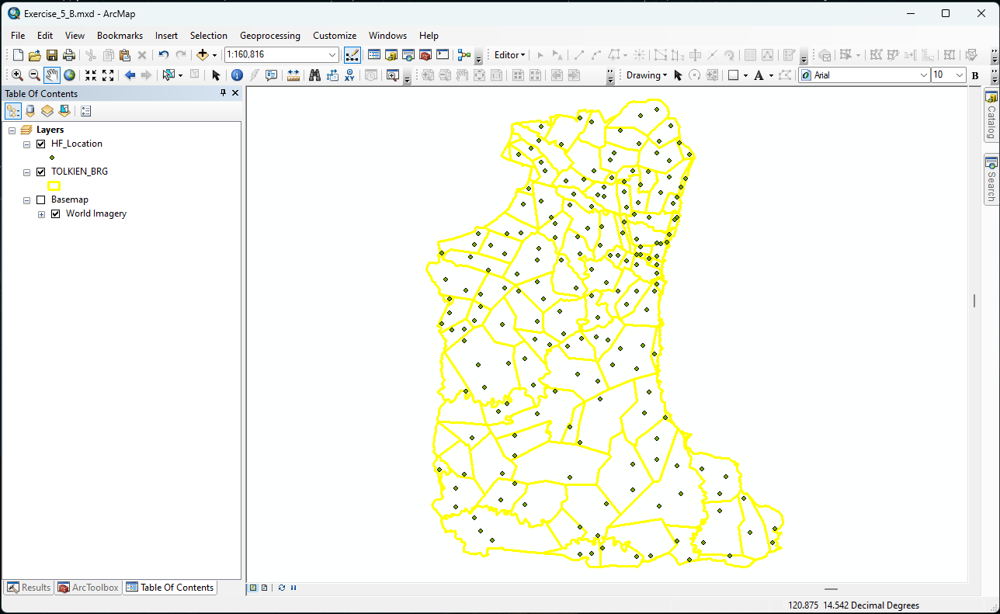 Exercise_5_B.mxd - ArcMap
File Edit View Bookmarks Insert Selection Geoprocessing Customize Windows Help
1:160,816
Editor
Drawing
A
Arial
10
B
Table Of Contents
Layers
HF_Location
TOLKIEN_BRG
Basemap
World Imagery
Catalog
Search
Results
ArcToolbox
Table Of Contents
120.875 14.542 Decimal Degrees